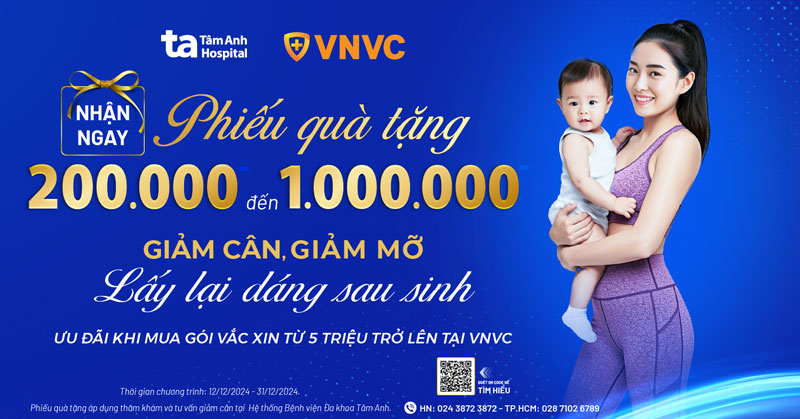 ta Tâm Anh Hospital
VNVC
NHẬN NGAY
Phiếu quà tặng
200.000 đến 1.000.000
GIẢM CÂN, GIẢM MỠ
Lấy lại dáng sau sinh
ƯU ĐÃI KHI MUA GÓI VẮC XIN TỪ 5 TRIỆU TRỞ LÊN TẠI VNVC
QUÉT QR CODE ĐỂ
TÌM HIỂU
Thời gian chương trình: 12/12/2024 - 31/12/2024.
Phiếu quà tặng áp dụng thăm khám và tư vấn giảm cân tại Hệ thống Bệnh viện Đa khoa Tâm Anh.
HN: 024 3872 3872 - TP.HCM: 028 7102 6789